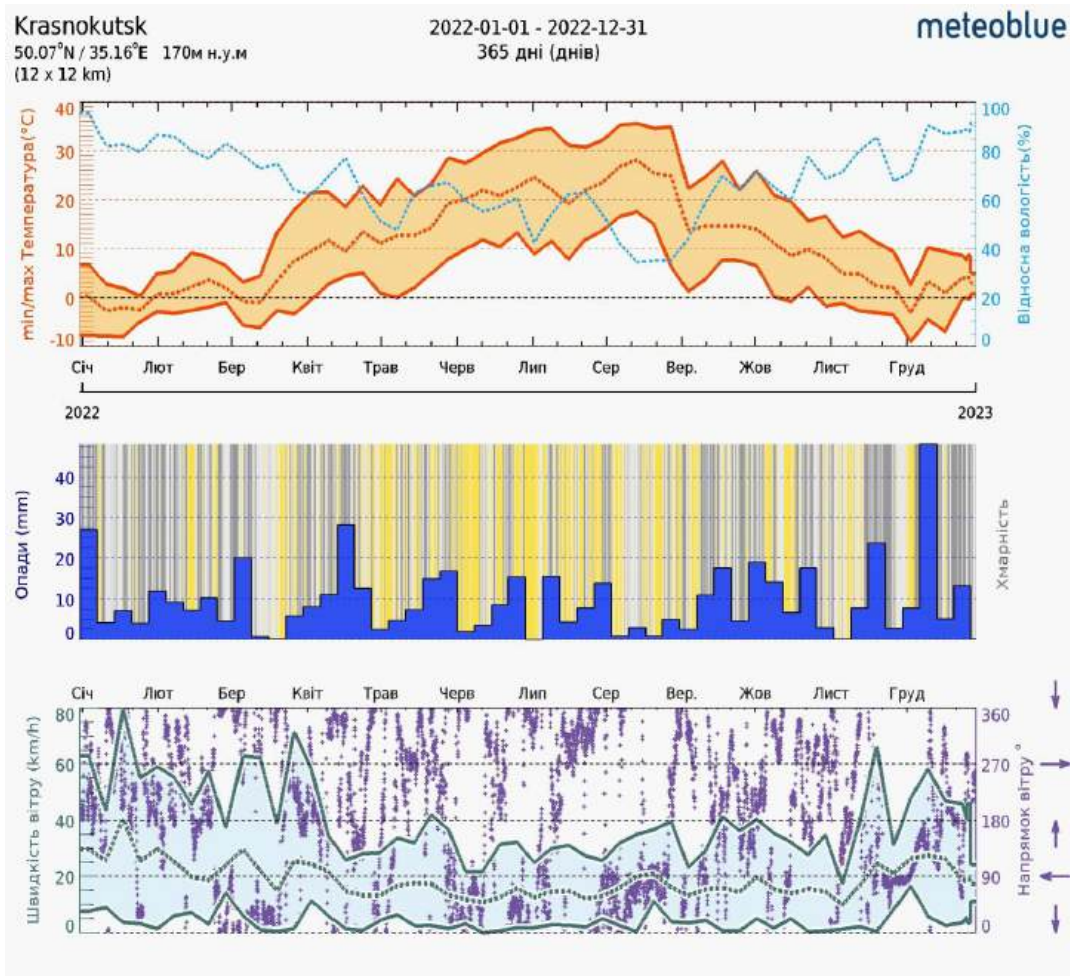 Krasnokutsk
50.07°N / 35.16°E 170м н.у.м
(12 x 12 km)
2022-01-01 - 2022-12-31
365 дні (днів)
meteoblue
min/max Температура(°C)
40
30
20
10
0
-10
100
80
60
40
20
0
Відносна вологість(%)
Січ Лют Бер Квіт Трав Черв Лип Сер Вер. Жов Лист Груд
2022 2023
Опади (mm)
40
30
20
10
0
Хмарність
Січ Лют Бер Квіт Трав Черв Лип Сер Вер. Жов Лист Груд
Швидкість вітру (km/h)
80
60
40
20
0
360
270
180
90
0
Напрямок вітру °